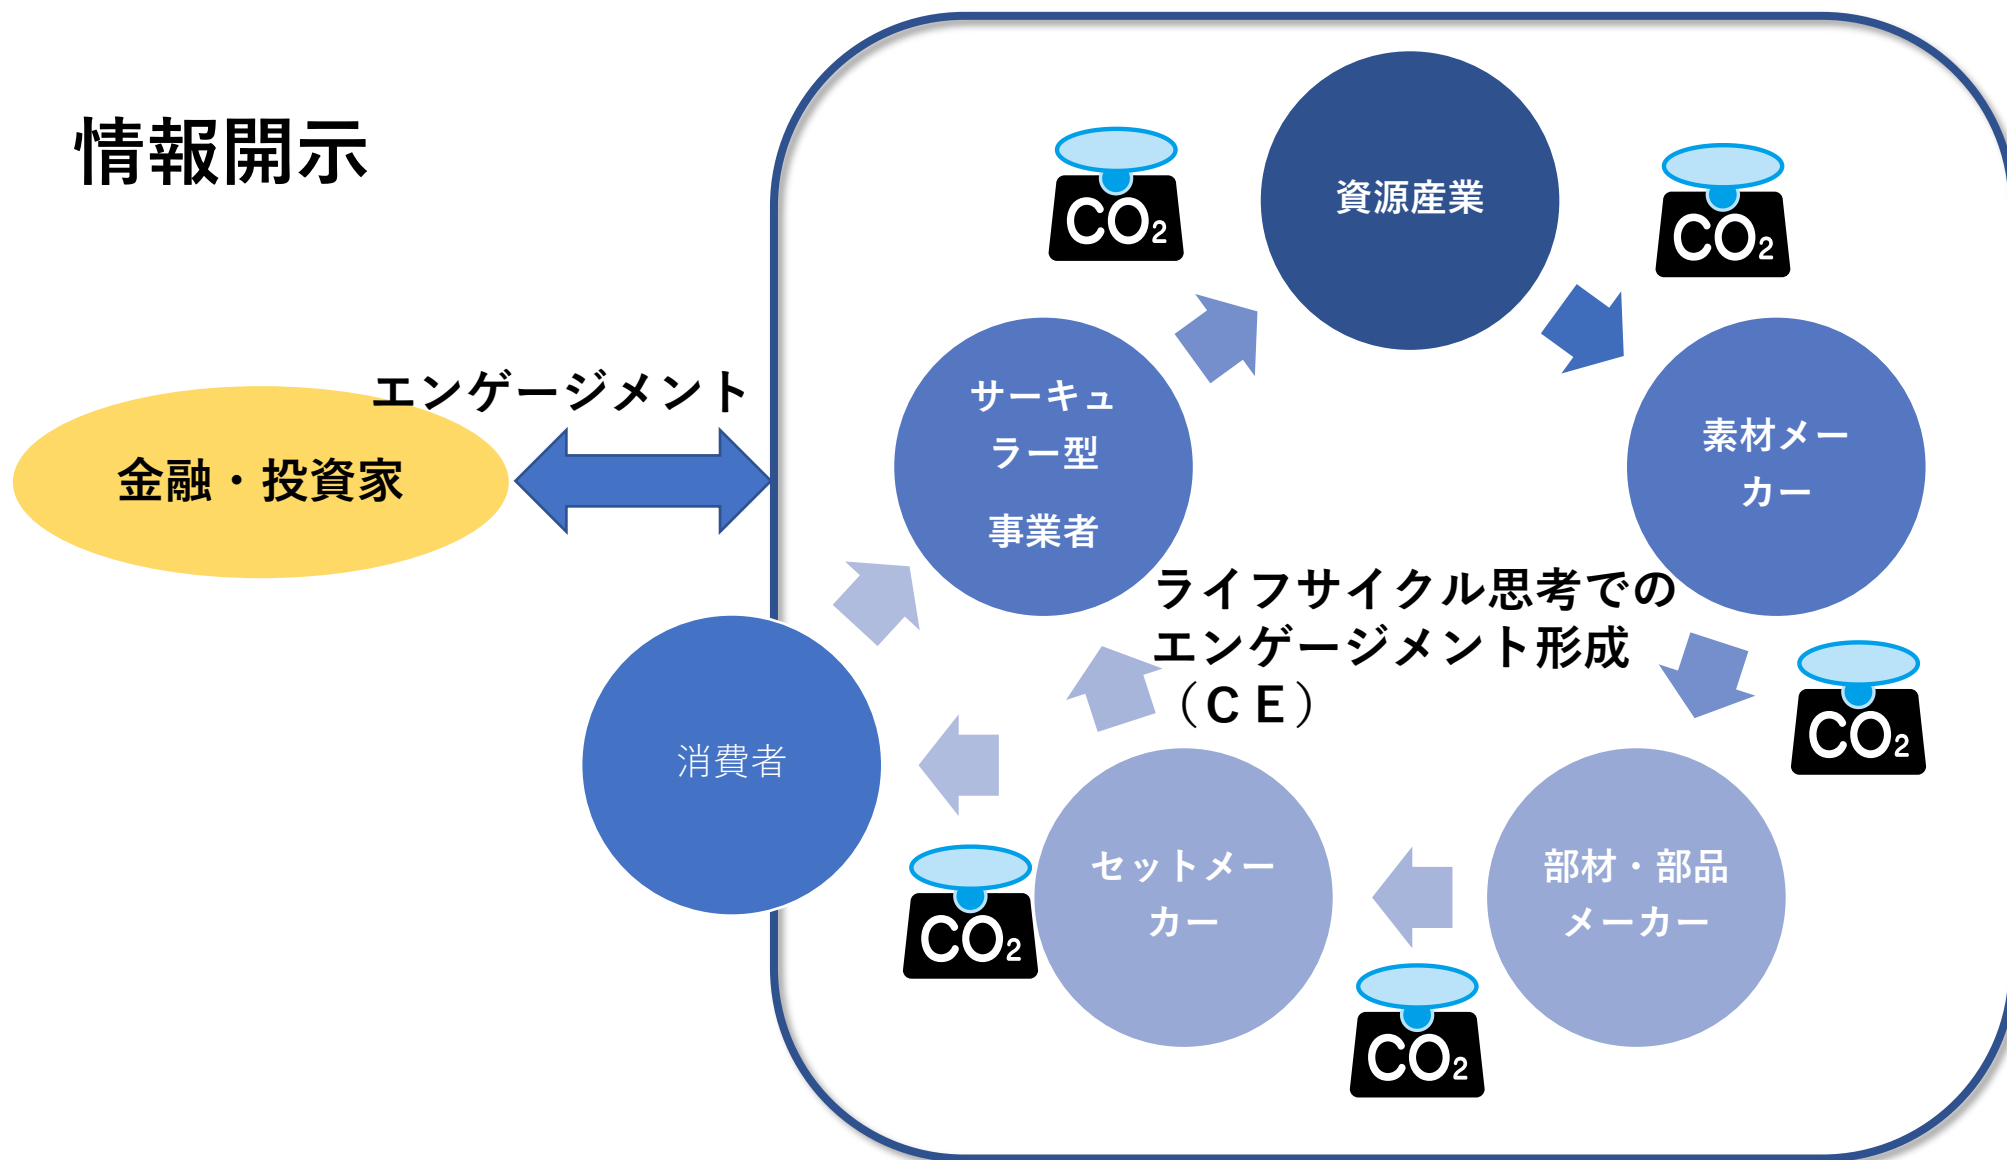 情報開示
エンゲージメント
金融・投資家
資源産業
CO₂
CO₂
サーキュ
ラー型
事業者
素材メー
カー
ライフサイクル思考での
エンゲージメント形成
（ＣＥ）
消費者
CO₂
セットメー
カー
部材・部品
メーカー
CO₂
CO₂